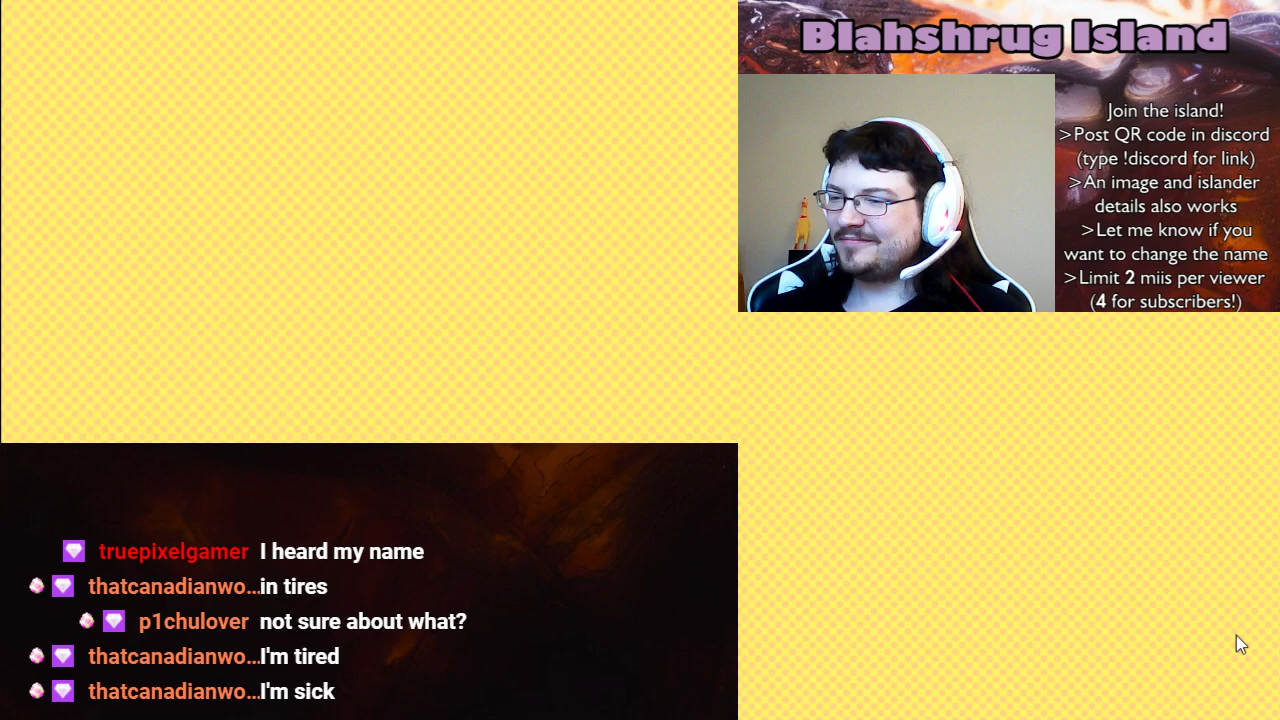 Blahshrug Island
Join the island!
>Post QR code in discord
(type !discord for link)
>An image and islander
details also works
>Let me know if you
want to change the name
>Limit 2 miis per viewer
(4 for subscribers!)
truepixelgamer I heard my name
thatcanadianwo... in tires
p1chulover not sure about what?
thatcanadianwo... I'm tired
thatcanadianwo... I'm sick